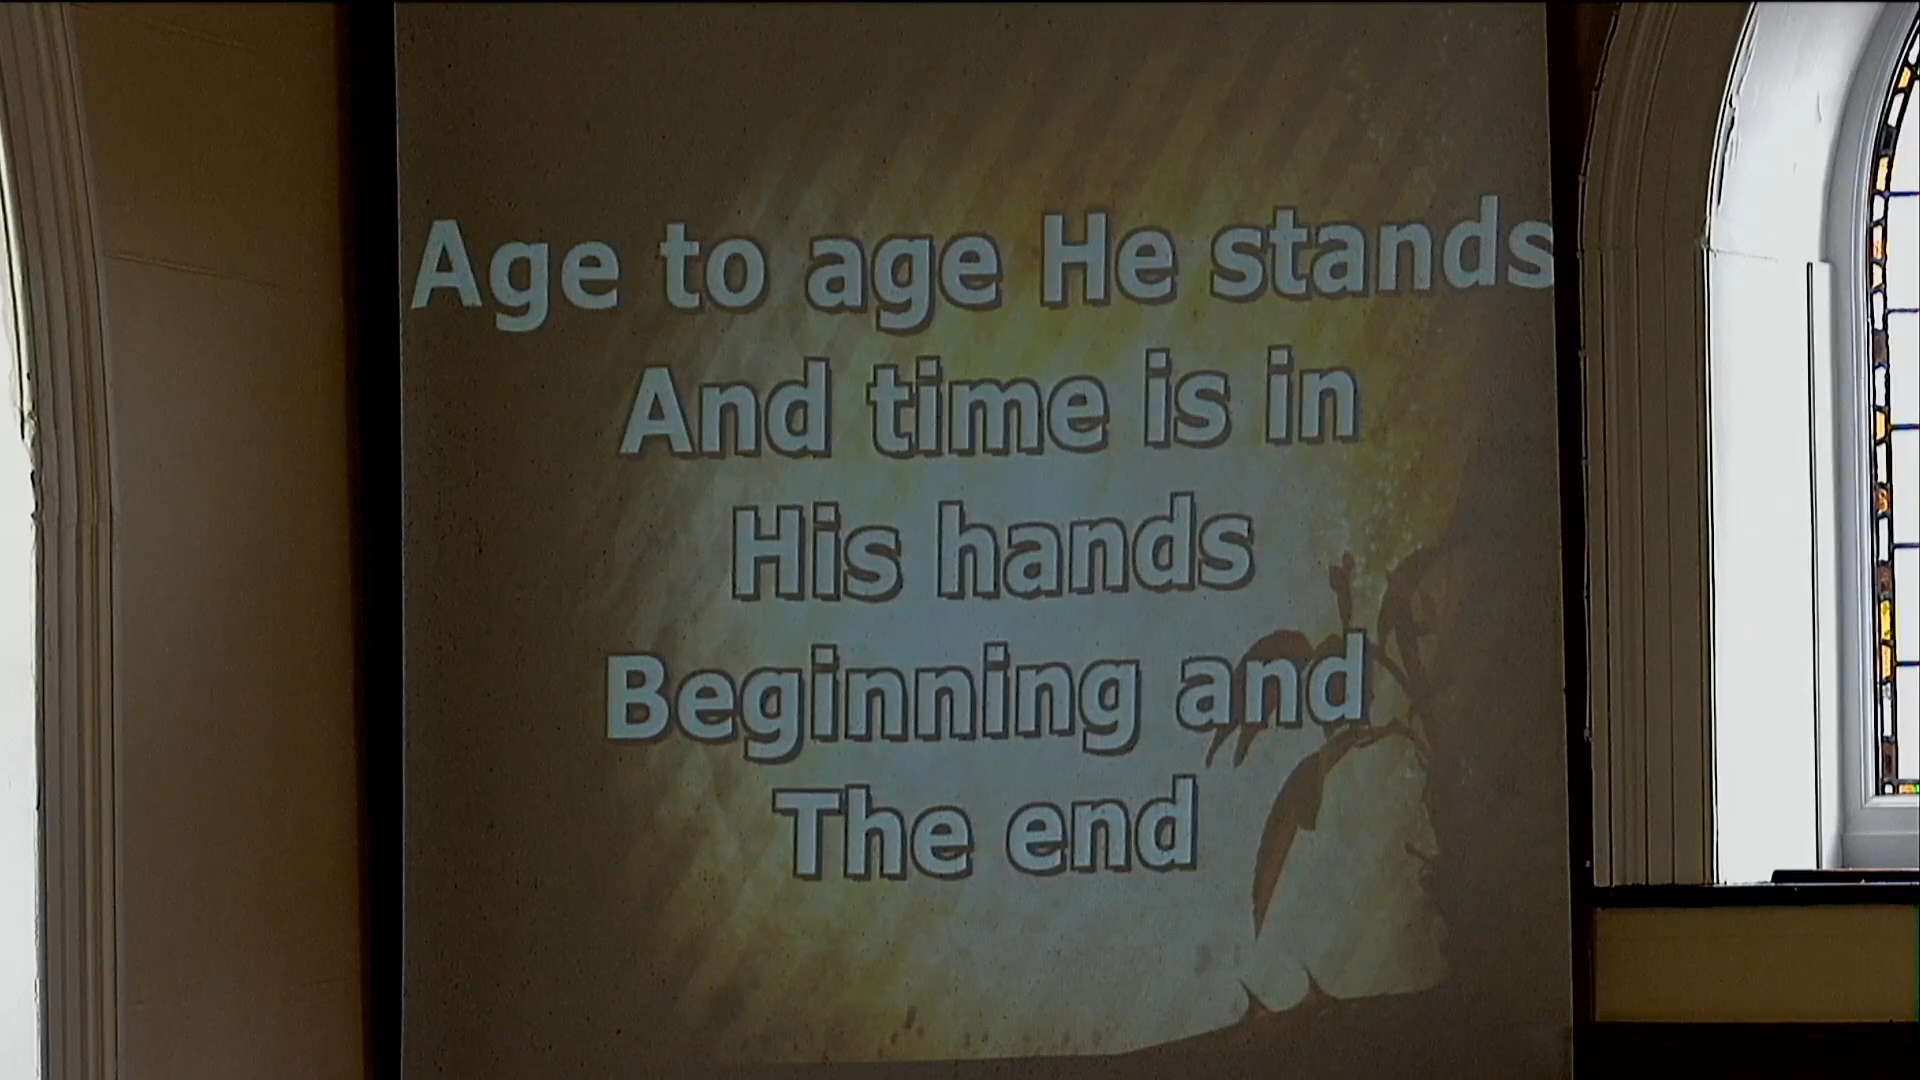 Age to age He stands
And time is in
His hands
Beginning and
The end